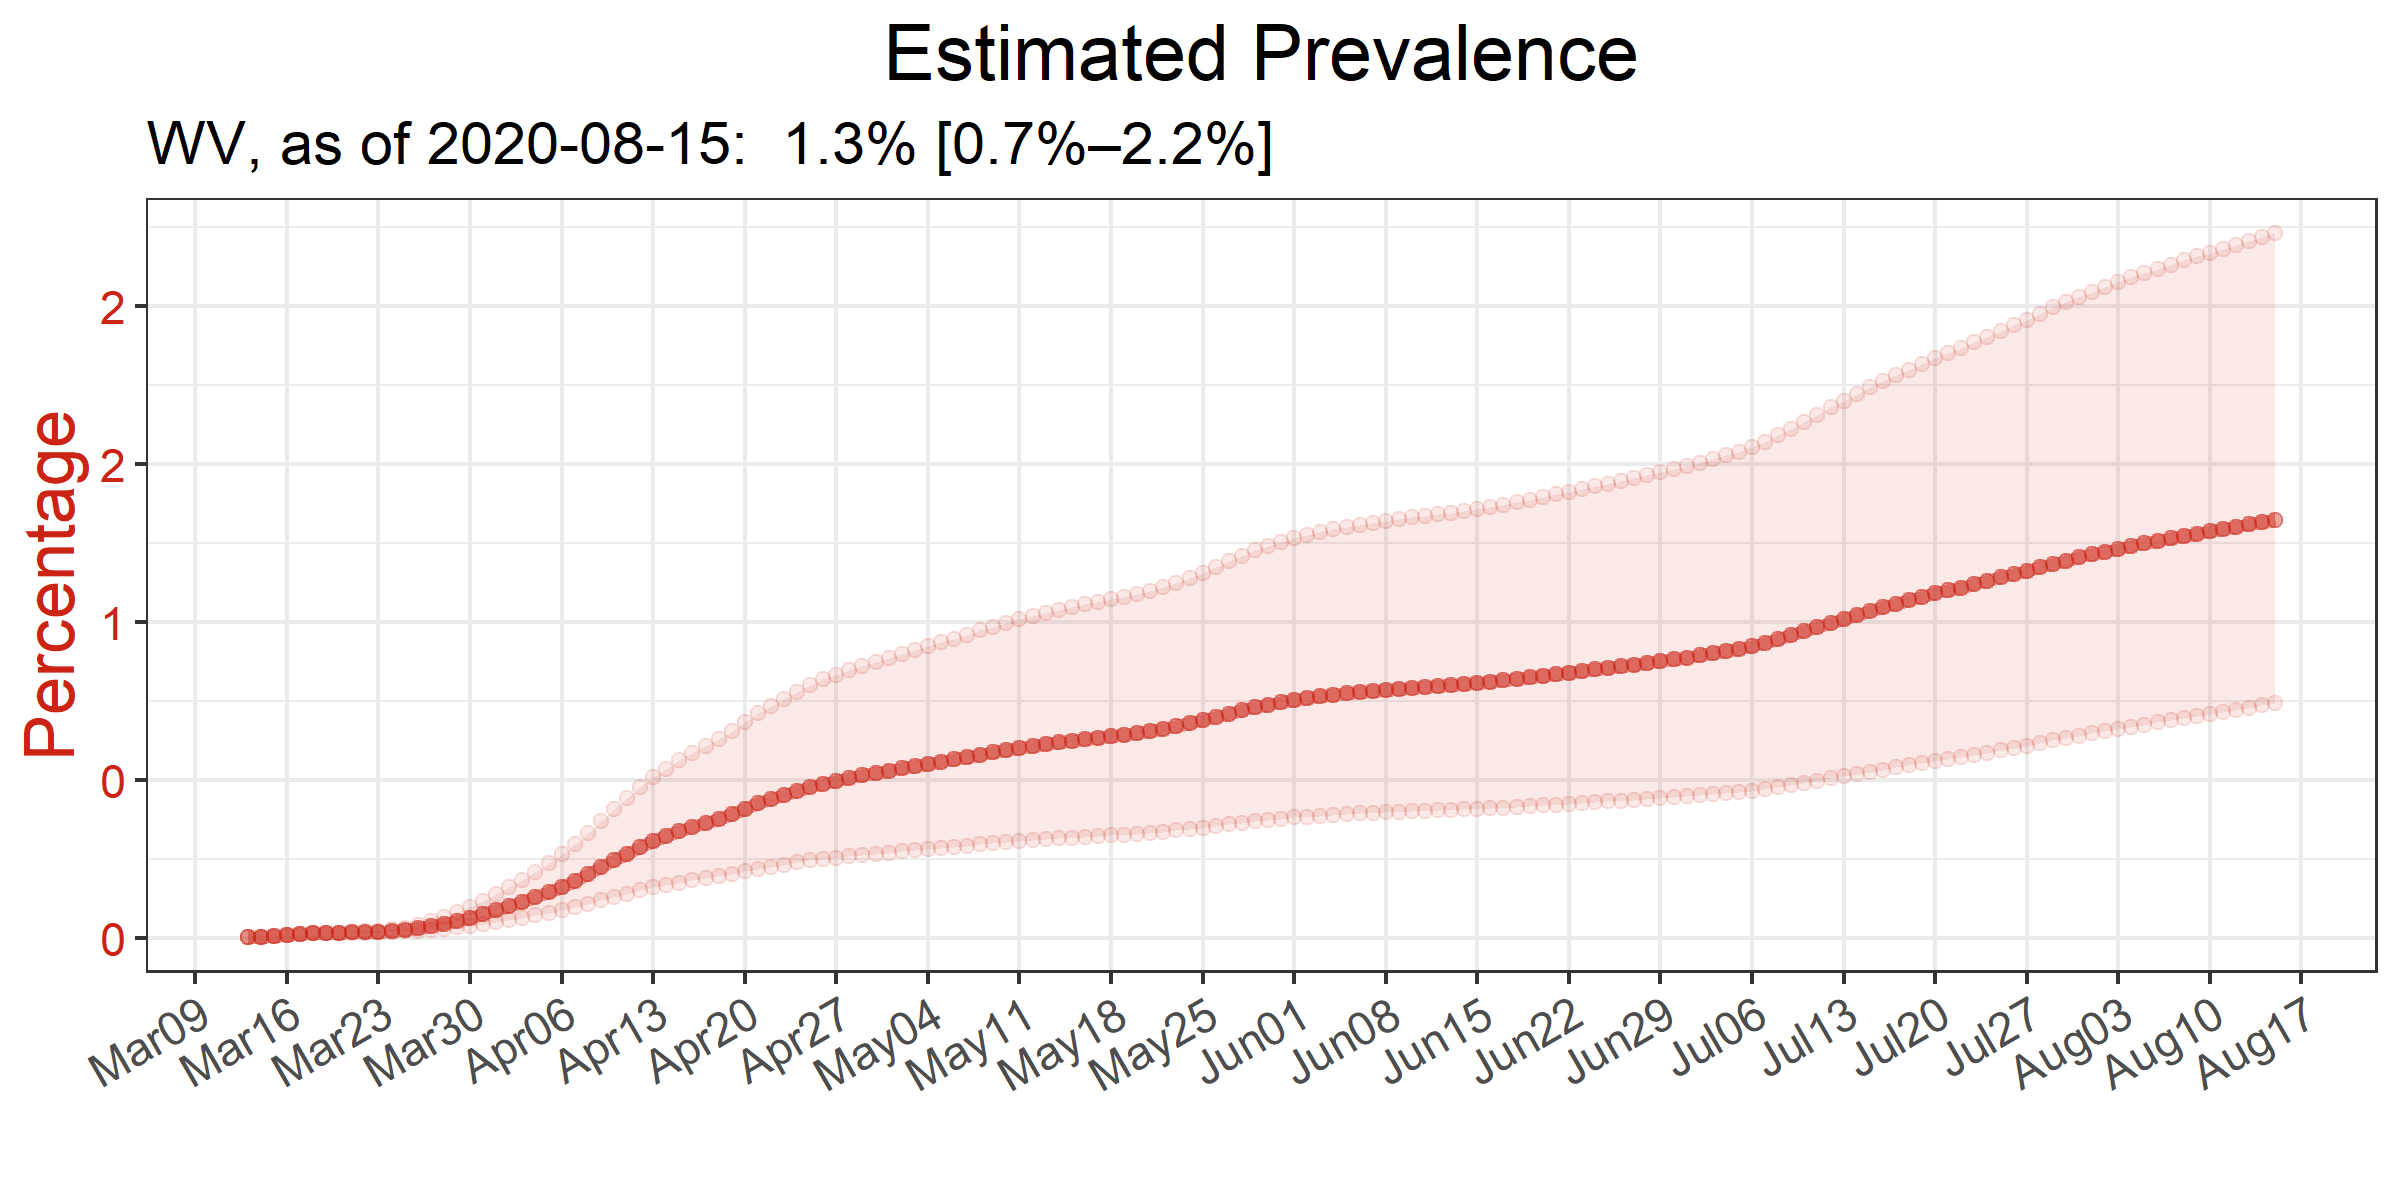 Estimated Prevalence
WV, as of 2020-08-15:  1.3% [0.7%–2.2%]
Percentage
2
2
1
0
0
Mar09
Mar16
Mar23
Mar30
Apr06
Apr13
Apr20
Apr27
May04
May11
May18
May25
Jun01
Jun08
Jun15
Jun22
Jun29
Jul06
Jul13
Jul20
Jul27
Aug03
Aug10
Aug17